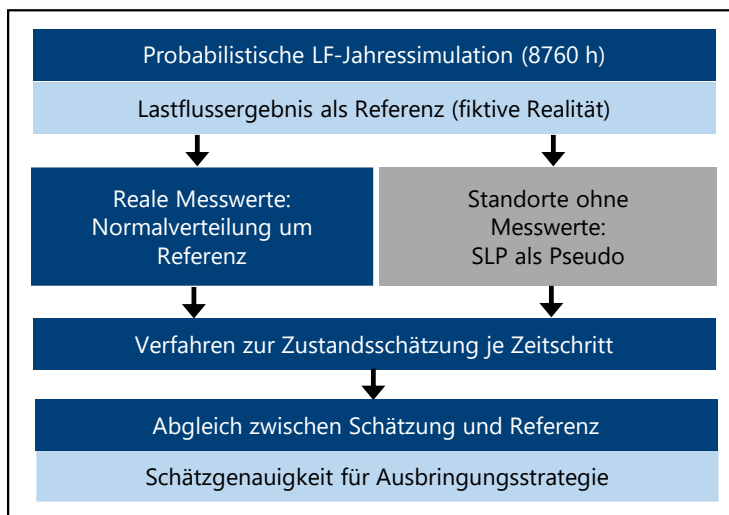 Probabilistische LF-Jahressimulation (8760 h)
Lastflussergebnis als Referenz (fiktive Realität)
Reale Messwerte:
Normalverteilung um
Referenz
Standorte ohne
Messwerte:
SLP als Pseudo
Verfahren zur Zustandsschätzung je Zeitschritt
Abgleich zwischen Schätzung und Referenz
Schätzgenauigkeit für Ausbringungsstrategie